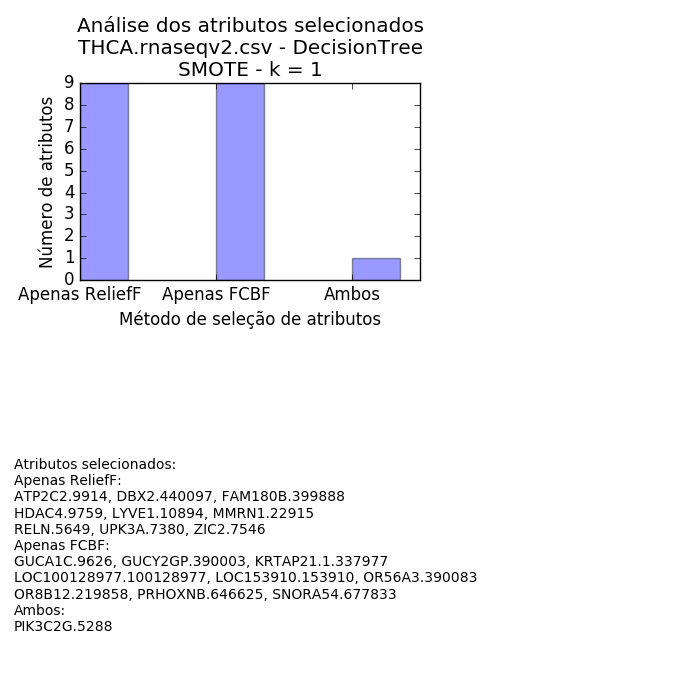 Análise dos atributos selecionados
THCA.rnaseqv2.csv - DecisionTree
SMOTE - k = 1
9
8
7
6
5
4
3
2
1
0
Número de atributos
Apenas ReliefF Apenas FCBF Ambos
Método de seleção de atributos
Atributos selecionados:
Apenas ReliefF:
ATP2C2.9914, DBX2.440097, FAM180B.399888
HDAC4.9759, LYVE1.10894, MMRN1.22915
RELN.5649, UPK3A.7380, ZIC2.7546
Apenas FCBF:
GUCA1C.9626, GUCY2GP.390003, KRTAP21.1.337977
LOC100128977.100128977, LOC153910.153910, OR56A3.390083
OR8B12.219858, PRHOXNB.646625, SNORA54.677833
Ambos:
PIK3C2G.5288